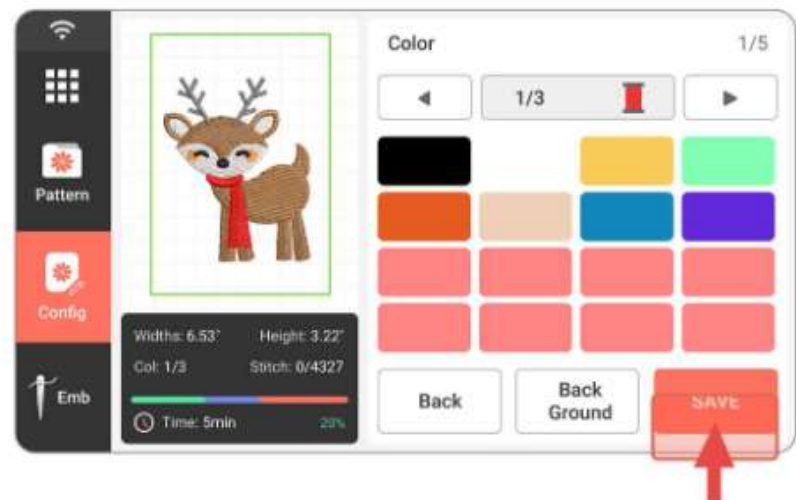 Color 1/5
1/3
Pattern
Config
Emb
Widths: 6.53" Height: 3.22"
Col: 1/3 Stitch: 0/4327
Time: 5min 20%
Back
Back
Ground
SAVE